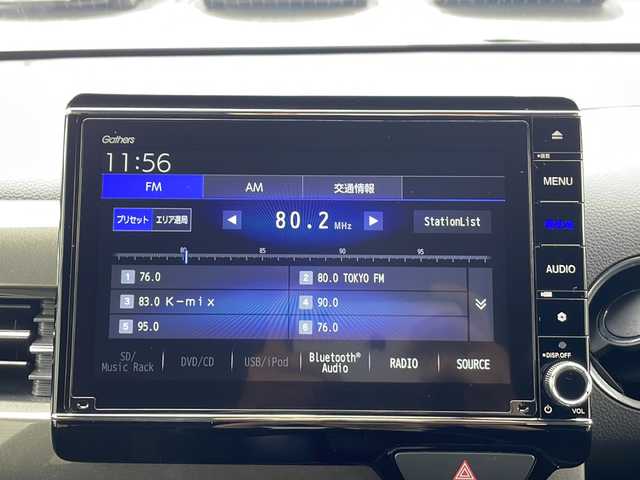 Gathers
11:56
FM AM 交通情報
プリセット エリア選局 80.2 MHz StationList
80 85 90 95
1 76.0 2 80.0 TOKYO FM
3 83.0 K-mix 4 90.0
5 95.0 6 76.0
SD/ Music Rack DVD/CD USB/iPod Bluetooth® Audio RADIO SOURCE
MENU
AUDIO
DISP.OFF
VOL